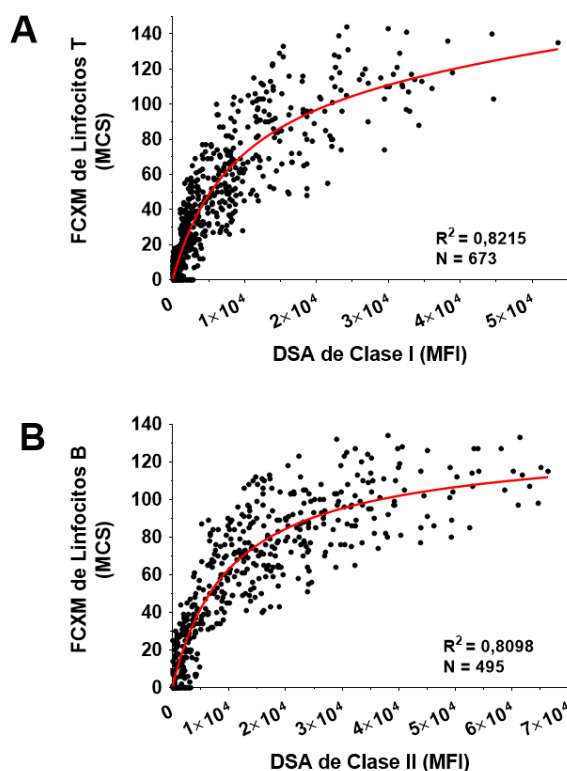 A
FCXM de Linfocitos T
(MCS)
140
120
100
80
60
40
20
0
R² = 0,8215
N = 673
0
1×10⁴
2×10⁴
3×10⁴
4×10⁴
5×10⁴
DSA de Clase I (MFI)
B
FCXM de Linfocitos B
(MCS)
140
120
100
80
60
40
20
0
R² = 0,8098
N = 495
0
1×10⁴
2×10⁴
3×10⁴
4×10⁴
5×10⁴
6×10⁴
7×10⁴
DSA de Clase II (MFI)